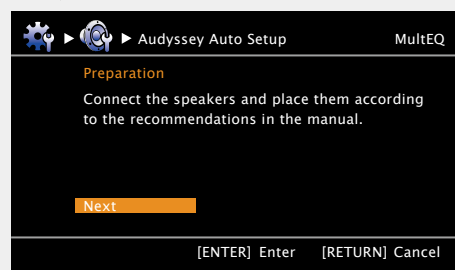 Audyssey Auto Setup MultEQ
Preparation
Connect the speakers and place them according
to the recommendations in the manual.
Next
[ENTER] Enter [RETURN] Cancel